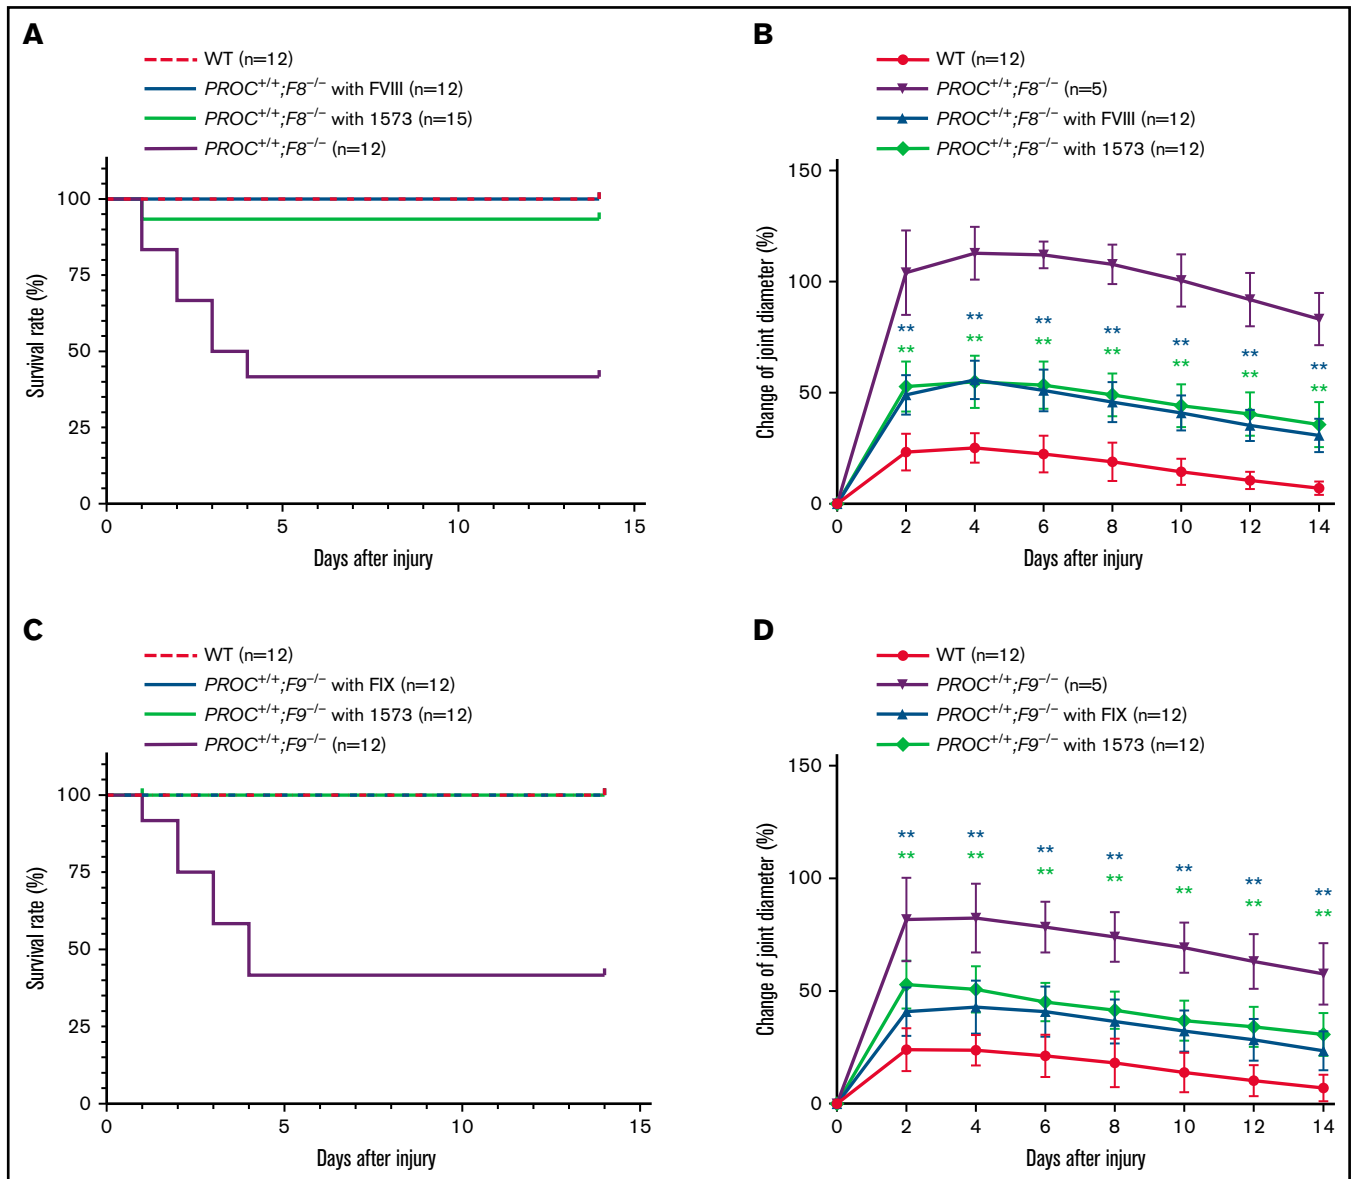 A
WT (n=12)
PROC+/+;F8−/− with FVIII (n=12)
PROC+/+;F8−/− with 1573 (n=15)
PROC+/+;F8−/− (n=12)
Survival rate (%)
100
75
50
25
0
0 5 10 15
Days after injury
B
WT (n=12)
PROC+/+;F8−/− (n=5)
PROC+/+;F8−/− with FVIII (n=12)
PROC+/+;F8−/− with 1573 (n=12)
Change of joint diameter (%)
150
100
** ** ** ** ** ** **
** ** ** ** ** ** **
50
0
0 2 4 6 8 10 12 14
Days after injury
C
WT (n=12)
PROC+/+;F9−/− with FIX (n=12)
PROC+/+;F9−/− with 1573 (n=12)
PROC+/+;F9−/− (n=12)
Survival rate (%)
100
75
50
25
0
0 5 10 15
Days after injury
D
WT (n=12)
PROC+/+;F9−/− (n=5)
PROC+/+;F9−/− with FIX (n=12)
PROC+/+;F9−/− with 1573 (n=12)
Change of joint diameter (%)
150
** ** ** ** ** ** **
** ** ** ** ** ** **
100
50
0
0 2 4 6 8 10 12 14
Days after injury